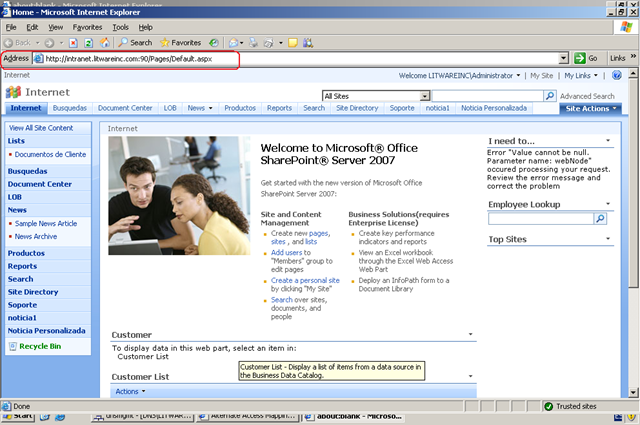 about:blank - Microsoft Internet Explorer
Home - Microsoft Internet Explorer
File Edit View Favorites Tools Help
Back Search Favorites
Address http://intranet.litwareinc.com:90/Pages/Default.aspx Go Links »
Internet Welcome LITWAREINC\Administrator | My Site | My Links
Internet All Sites Advanced Search
Internet Busquedas Document Center LOB News Productos Reports Search Site Directory Soporte noticia1 Noticia Personalizada Site Actions
View All Site Content
Lists
Documentos de Cliente
Busquedas
Document Center
LOB
News
Sample News Article
News Archive
Productos
Reports
Search
Site Directory
Soporte
noticia1
Noticia Personalizada
Recycle Bin
Internet
Welcome to Microsoft® Office
SharePoint® Server 2007
Get started with the new version of Microsoft Office
SharePoint Server 2007:
Site and Content
Management
Create new pages,
sites , and lists
Add users to
"Members" group to
edit pages
Create a personal site
by clicking "My Site"
Search over sites,
documents, and
people
Business Solutions(requires
Enterprise License)
Create key performance
indicators and reports
View an Excel workbook
through the Excel Web Access
Web Part
Deploy an InfoPath form to a
Document Library
I need to...
Error "Value cannot be null.
Parameter name: webNode"
occured processing your request.
Review the error message and
correct the problem
Employee Lookup
Top Sites
Customer
To display data in this web part, select an item in:
Customer List
Customer List - Display a list of items from a data source in
the Business Data Catalog.
Customer List
Actions
Done Trusted sites
Start Alternate Access Mappin... about:blank - Microso...